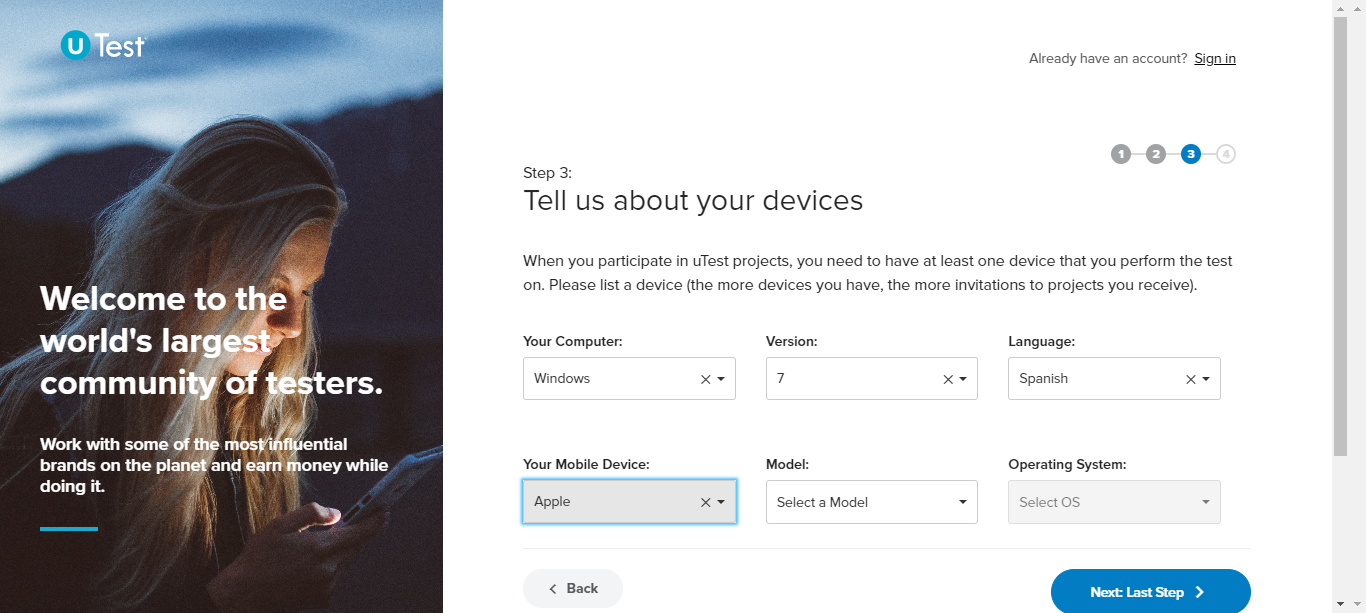 U Test
Already have an account? Sign in
1 2 3 4
Step 3:
Tell us about your devices
When you participate in uTest projects, you need to have at least one device that you perform the test
on. Please list a device (the more devices you have, the more invitations to projects you receive).
Welcome to the
world's largest
community of testers.
Work with some of the most influential
brands on the planet and earn money while
doing it.
Your Computer: Version: Language:
Windows 7 Spanish
Your Mobile Device: Model: Operating System:
Apple Select a Model Select OS
Back Next: Last Step